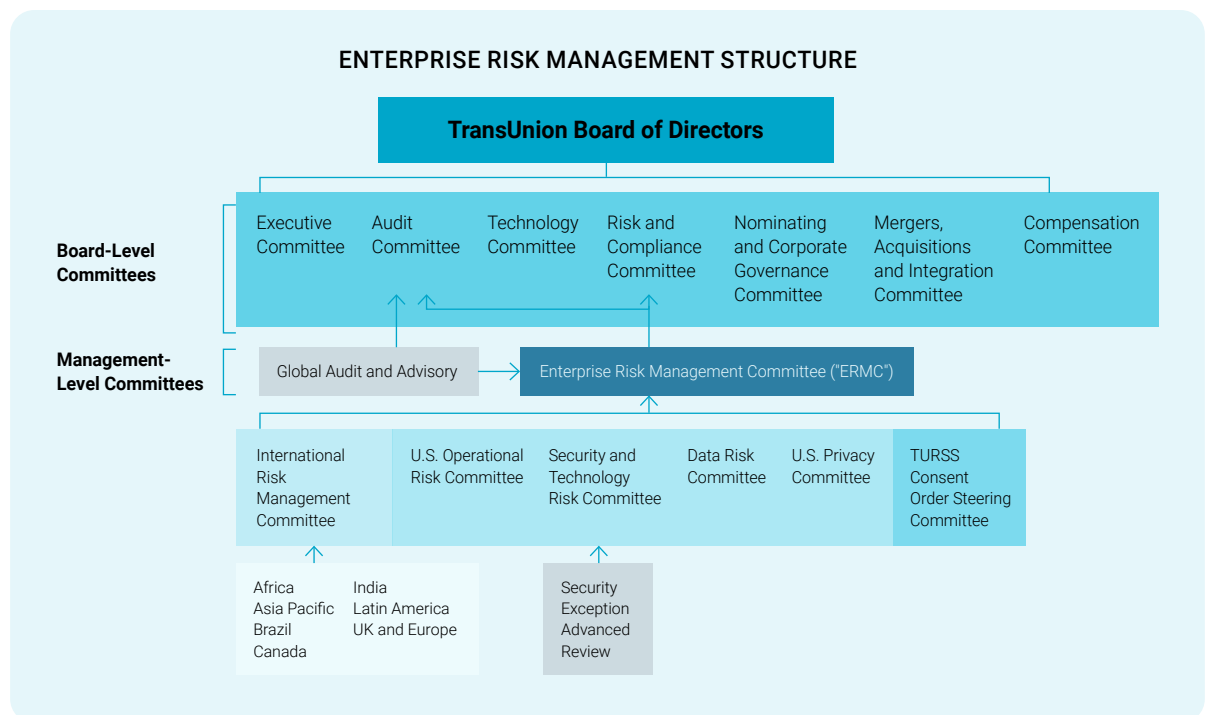 ENTERPRISE RISK MANAGEMENT STRUCTURE
TransUnion Board of Directors
Board-Level
Committees
Executive
Committee
Audit
Committee
Technology
Committee
Risk and
Compliance
Committee
Nominating
and Corporate
Governance
Committee
Mergers,
Acquisitions
and Integration
Committee
Compensation
Committee
Management-
Level Committees
Global Audit and Advisory
Enterprise Risk Management Committee ("ERMC")
International
Risk
Management
Committee
U.S. Operational
Risk Committee
Security and
Technology
Risk Committee
Data Risk
Committee
U.S. Privacy
Committee
TURSS
Consent
Order Steering
Committee
Africa
Asia Pacific
Brazil
Canada
India
Latin America
UK and Europe
Security
Exception
Advanced
Review